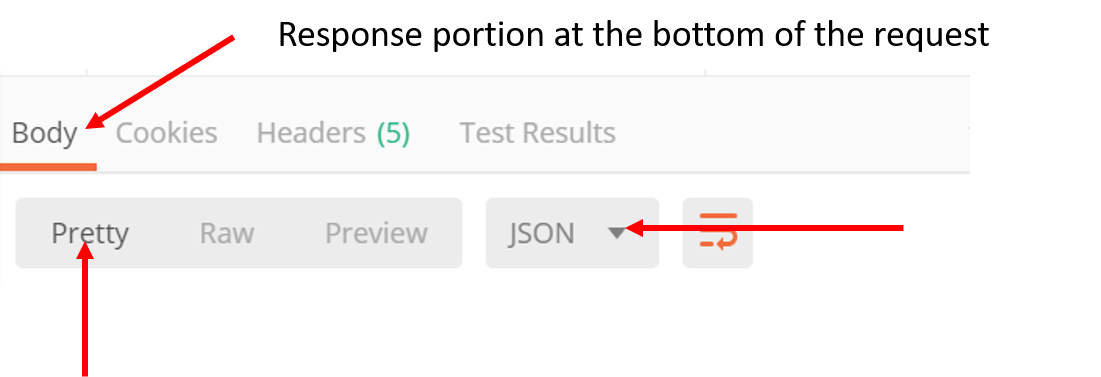 Response portion at the bottom of the request
Body Cookies Headers (5) Test Results
Pretty Raw Preview JSON